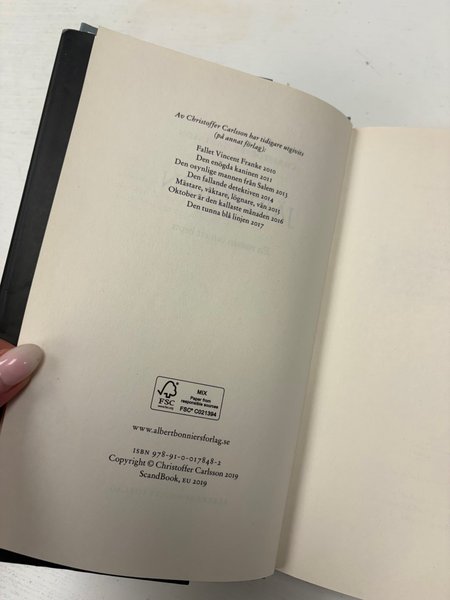 Av Christoffer Carlsson har tidigare utgivits
(på annat förlag):
Fallet Vincent Franke 2010
Den enögda kaninen 2011
Den osynlige mannen från Salem 2013
Den fallande detektiven 2014
Mästare, väktare, lögnare, vän 2015
Oktober är den kallaste månaden 2016
Den tunna blå linjen 2017
FSC
www.fsc.org
MIX
Paper from
responsible sources
FSC® C021394
www.albertbonniersforlag.se
ISBN 978-91-0-017848-2
Copyright © Christoffer Carlsson 2019
ScandBook, EU 2019